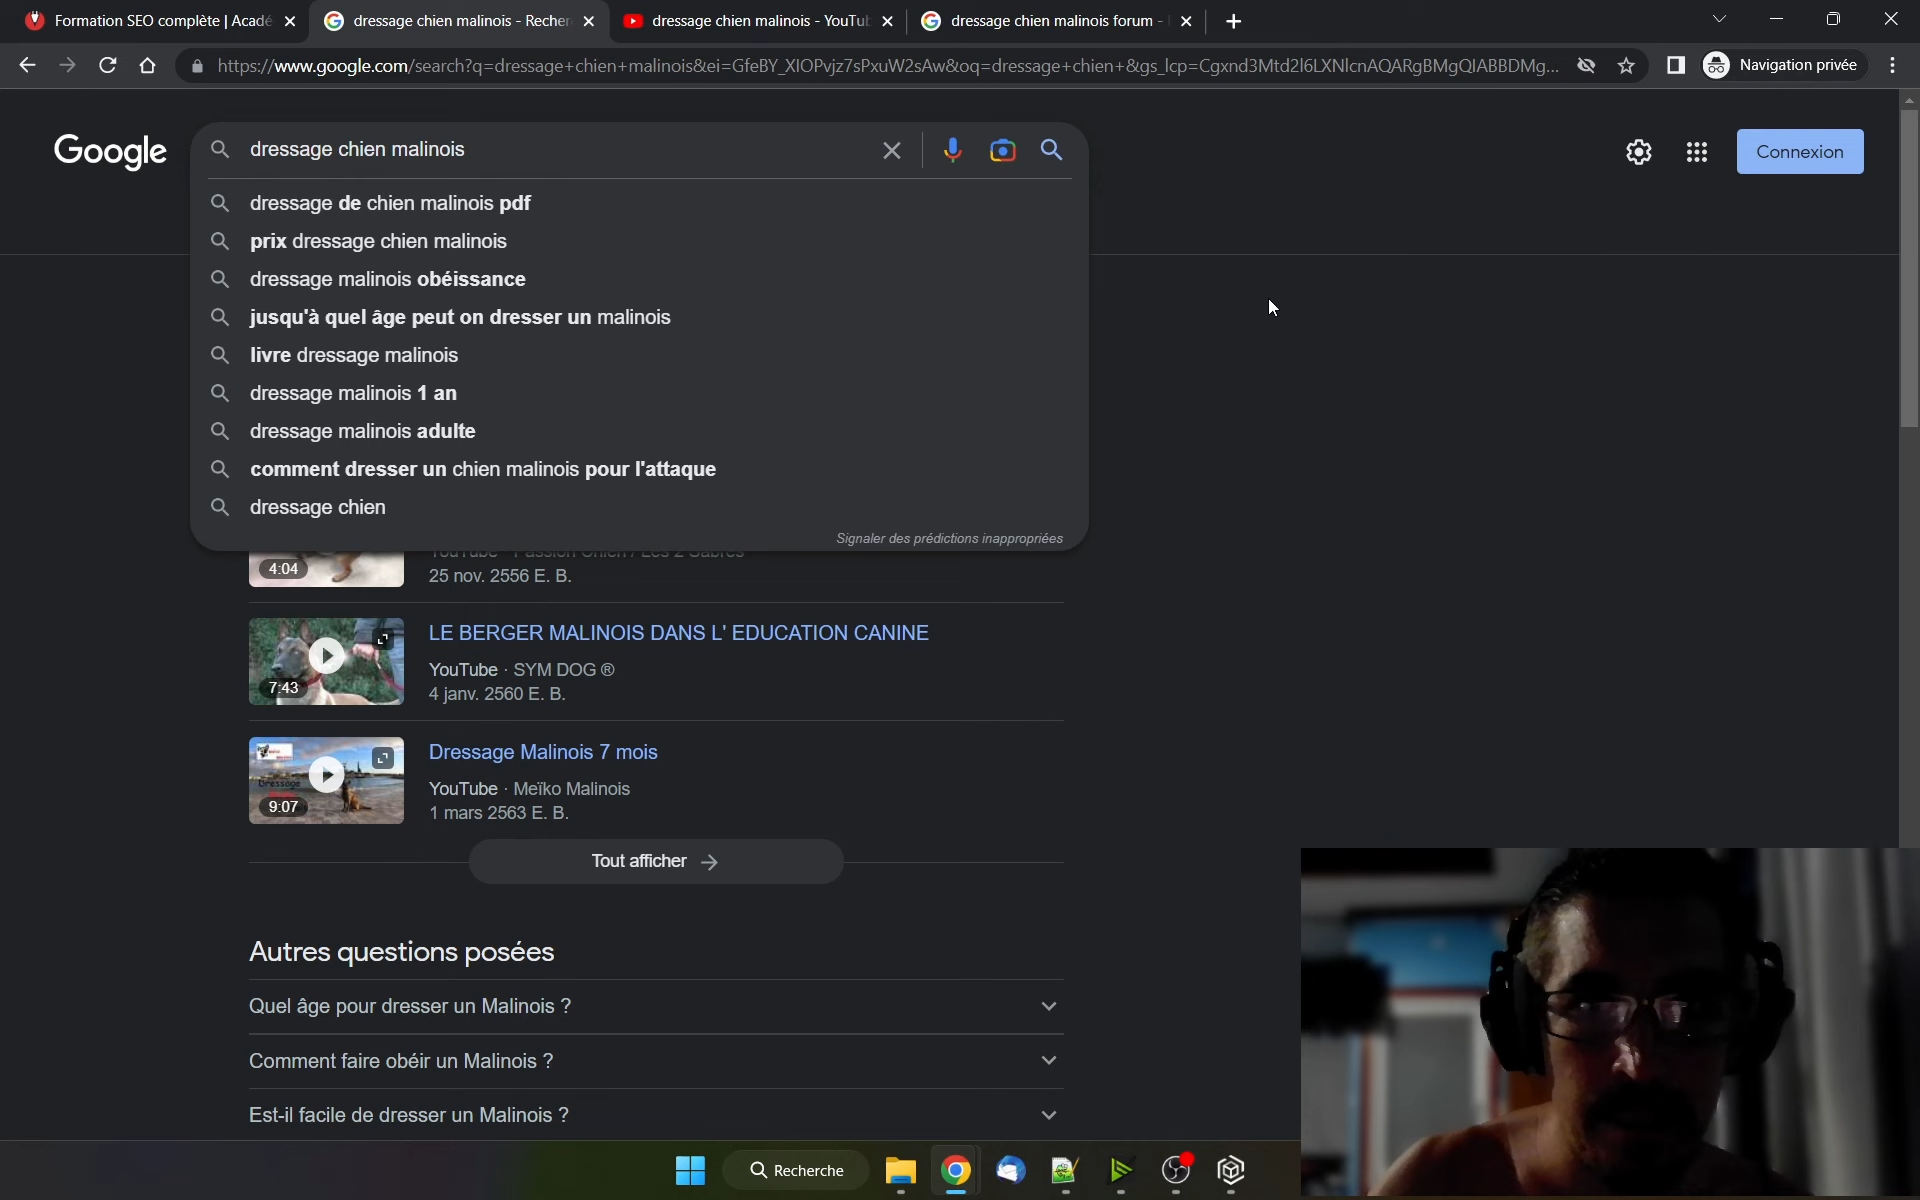 Formation SEO complète | Acadé
dressage chien malinois - Recher
dressage chien malinois - YouTub
dressage chien malinois forum -
https://www.google.com/search?q=dressage+chien+malinois&ei=GfeBY_XIOPvjz7sPxuW2sAw&oq=dressage+chien+&gs_lcp=Cgxnd3Mtd2l6LXNlcnAQARgBMgQIABBDMg...
Navigation privée
Google
dressage chien malinois
Connexion
dressage de chien malinois pdf
prix dressage chien malinois
dressage malinois obéissance
jusqu'à quel âge peut on dresser un malinois
livre dressage malinois
dressage malinois 1 an
dressage malinois adulte
comment dresser un chien malinois pour l'attaque
dressage chien
Signaler des prédictions inappropriées
4:04
25 nov. 2556 E. B.
LE BERGER MALINOIS DANS L' EDUCATION CANINE
YouTube · SYM DOG ®
7:43
4 janv. 2560 E. B.
Dressage Malinois 7 mois
Dressage
YouTube · Meïko Malinois
9:07
1 mars 2563 E. B.
Tout afficher
Autres questions posées
Quel âge pour dresser un Malinois ?
Comment faire obéir un Malinois ?
Est-il facile de dresser un Malinois ?
Recherche